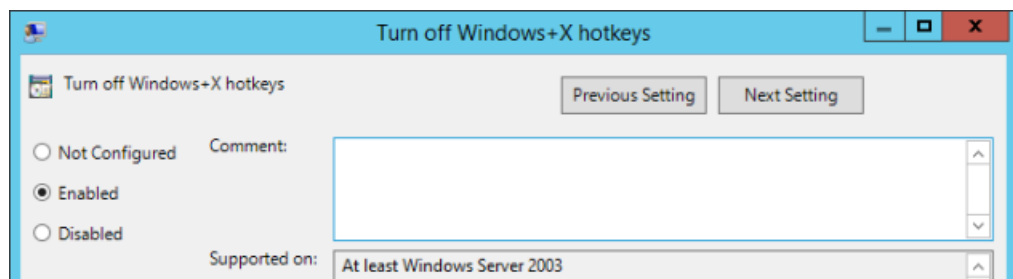 Turn off Windows+X hotkeys
Turn off Windows+X hotkeys
Previous Setting
Next Setting
Not Configured
Comment:
Enabled
Disabled
Supported on:
At least Windows Server 2003